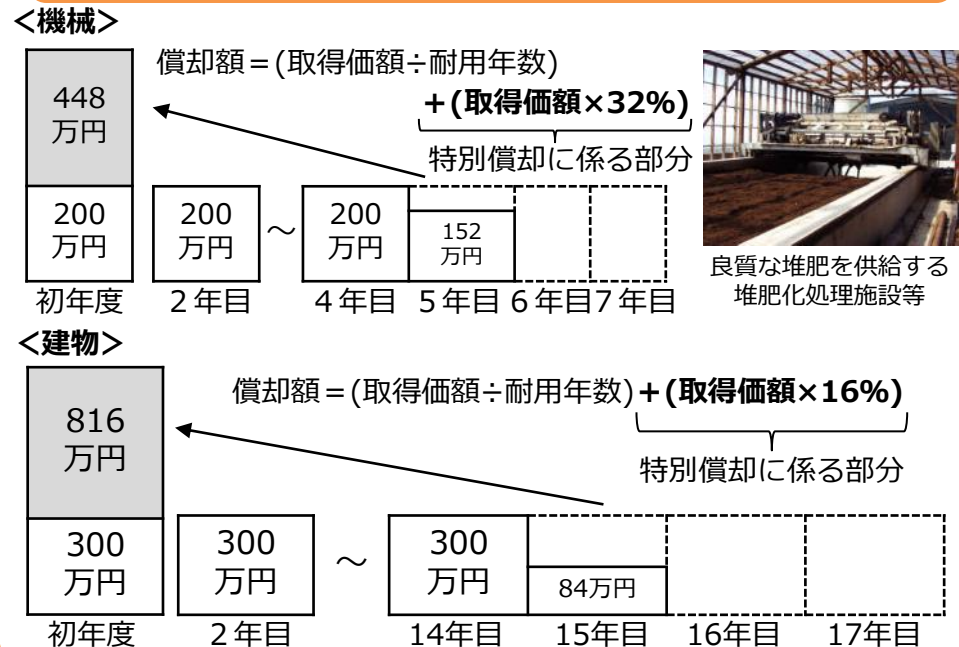 <機械>
償却額＝(取得価額÷耐用年数)
＋(取得価額×32%)
特別償却に係る部分
448
万円
200
万円
200
万円
～
200
万円
152
万円
初年度
２年目
４年目
５年目
６年目
７年目
良質な堆肥を供給する
堆肥化処理施設等
<建物>
償却額＝(取得価額÷耐用年数)＋(取得価額×16%)
特別償却に係る部分
816
万円
300
万円
300
万円
～
300
万円
84万円
初年度
２年目
14年目
15年目
16年目
17年目